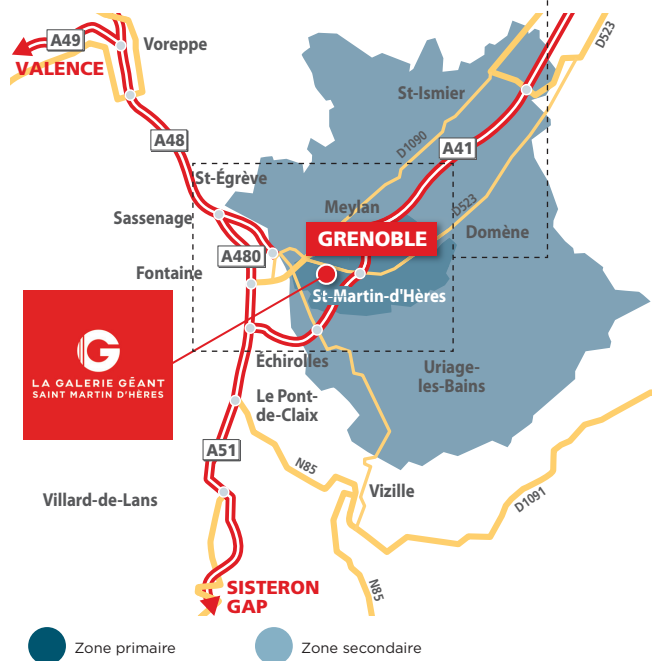 D523
A49
Voreppe
VALENCE
St-Ismier
A48
D1090
A41
St-Égrève
Meylan
D523
Sassenage
GRENOBLE
Domène
A480
Fontaine
St-Martin-d'Hères
LA GALERIE GÉANT
SAINT MARTIN D'HÈRES
Échirolles
Uriage-
les-Bains
Le Pont-
de-Claix
A51
N85
Villard-de-Lans
Vizille
D1091
SISTERON
GAP
N85
Zone primaire
Zone secondaire